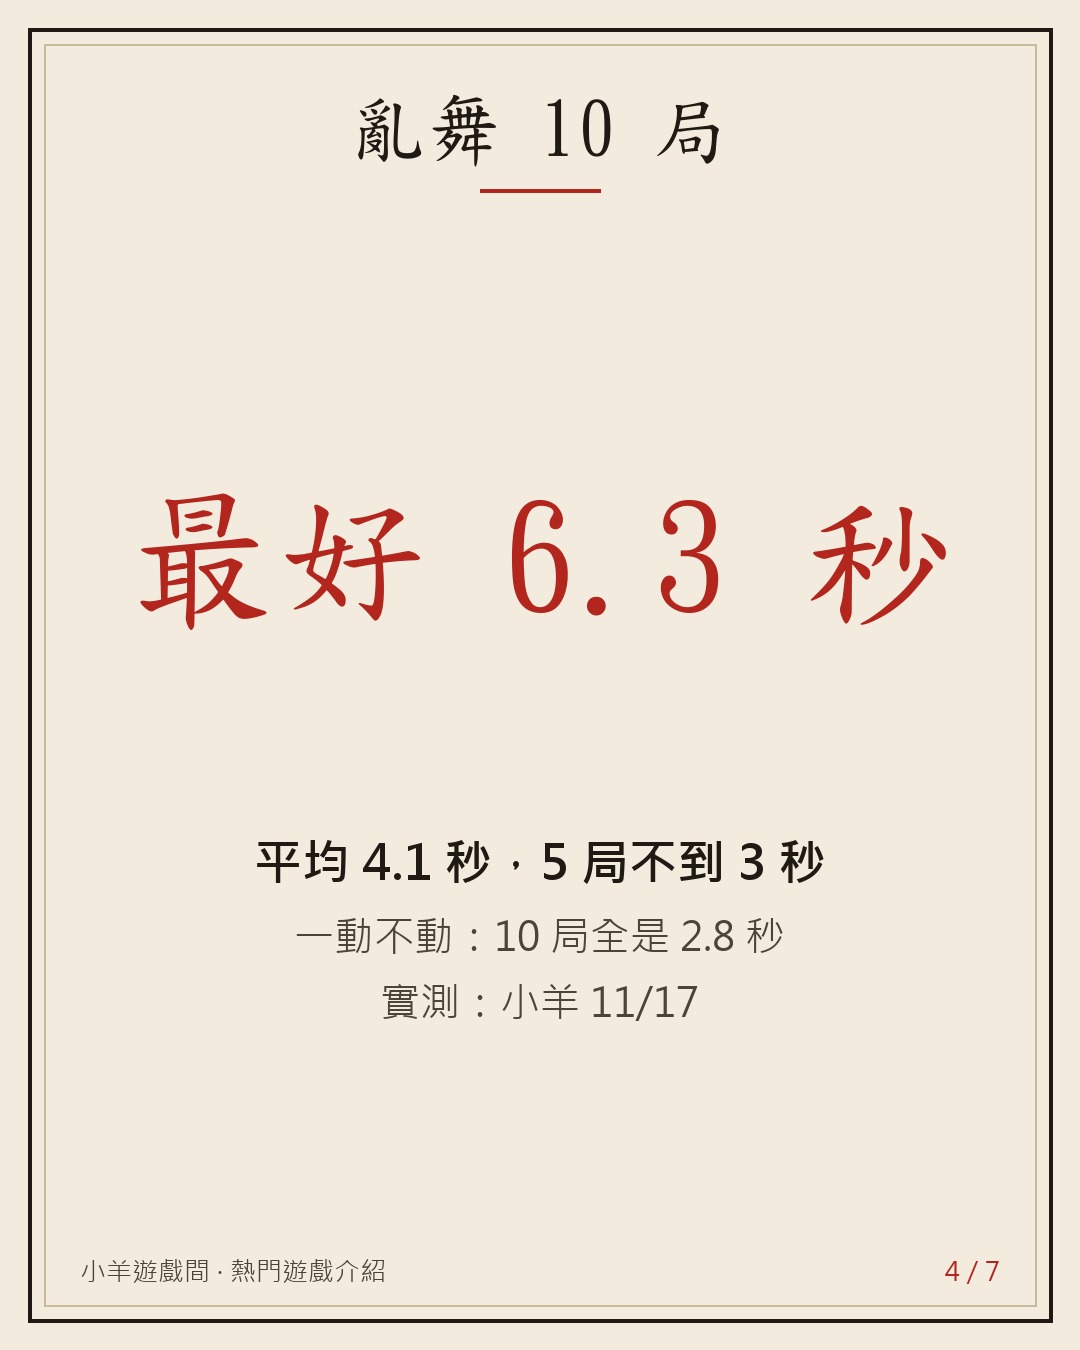 亂舞 10 局
最好 6.3 秒
平均 4.1 秒，5 局不到 3 秒
一動不動：10 局全是 2.8 秒
實測：小羊 11/17
小羊遊戲間 · 熱門遊戲介紹
4 / 7